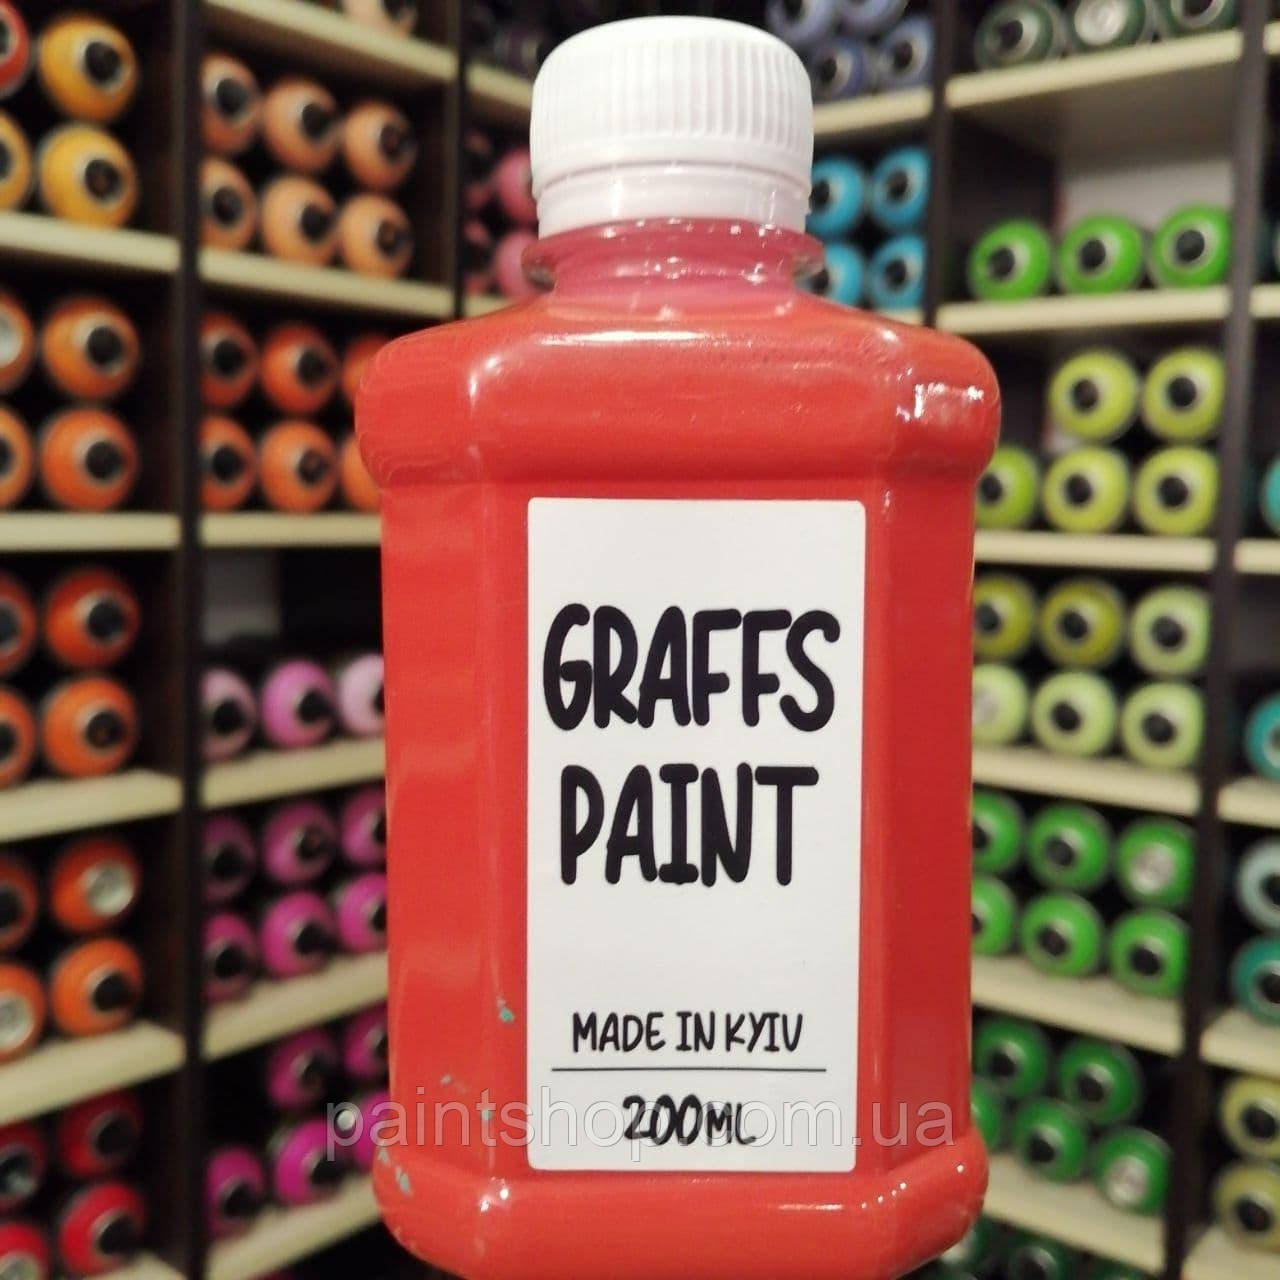 GRAFFS
PAINT
MADE IN KYIV
200ML
paintshop.com.ua